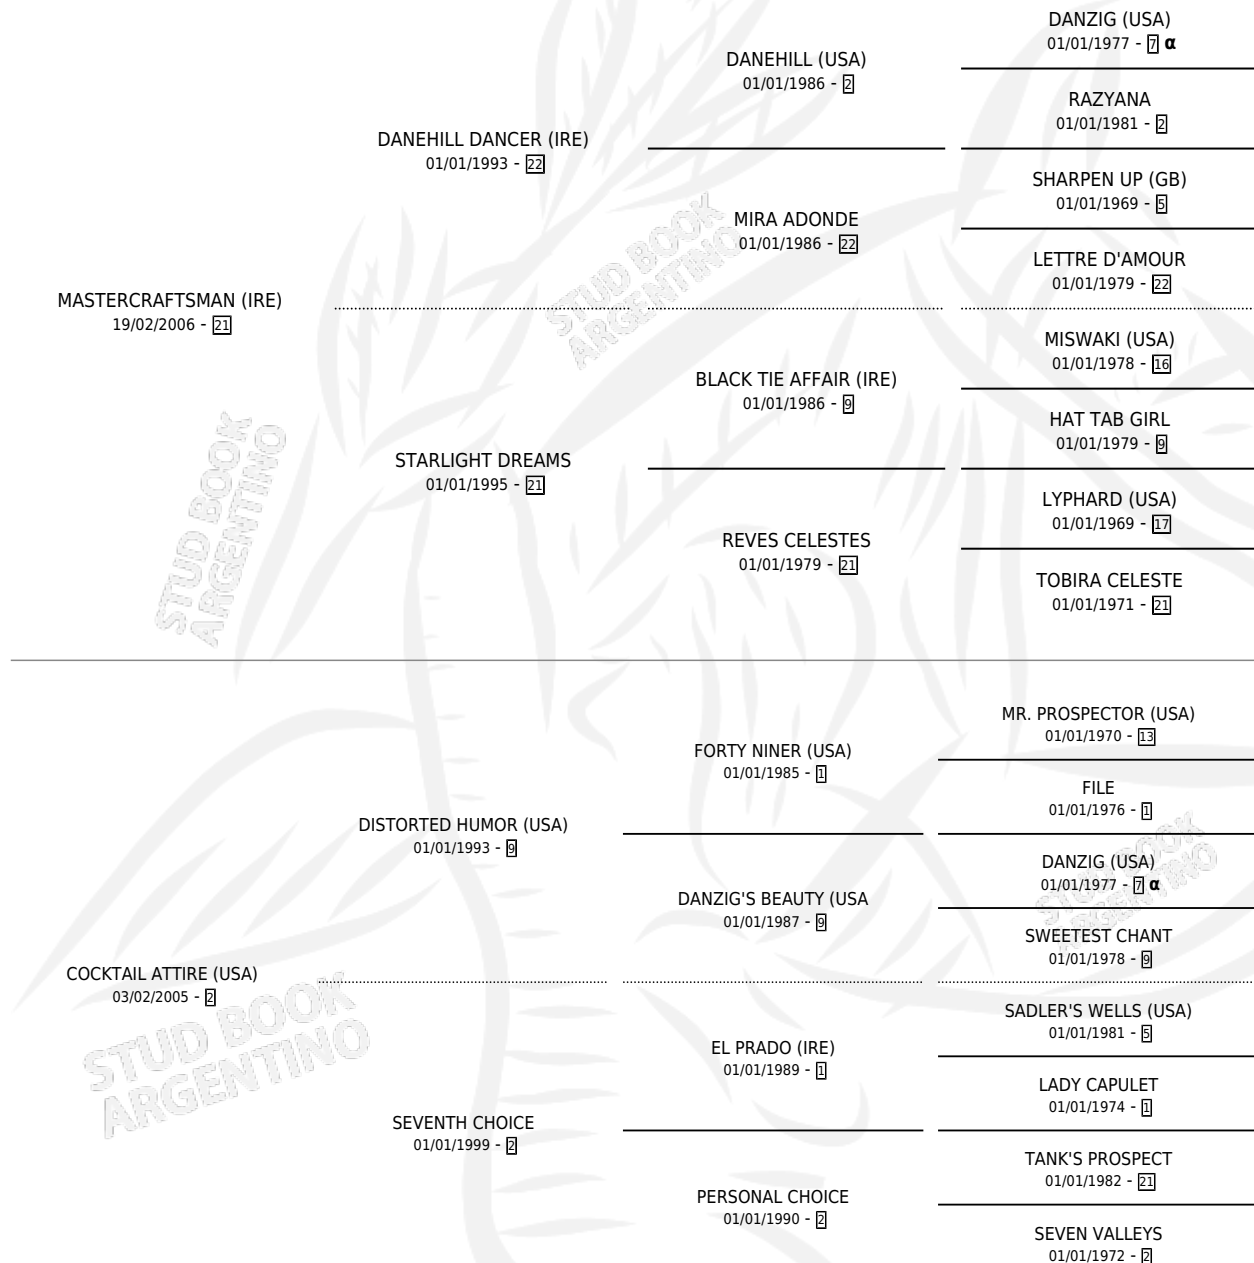 DANZIG (USA)
01/01/1977 - 7 α
DANEHILL (USA)
01/01/1986 - 2
RAZYANA
01/01/1981 - 2
DANEHILL DANCER (IRE)
01/01/1993 - 22
SHARPEN UP (GB)
01/01/1969 - 5
MIRA ADONDE
01/01/1986 - 22
LETTRE D'AMOUR
01/01/1979 - 22
STUD BOOK
ARGENTINO
MASTERCRAFTSMAN (IRE)
19/02/2006 - 21
MISWAKI (USA)
01/01/1978 - 16
BLACK TIE AFFAIR (IRE)
01/01/1986 - 9
HAT TAB GIRL
01/01/1979 - 9
STARLIGHT DREAMS
01/01/1995 - 21
LYPHARD (USA)
01/01/1969 - 17
REVES CELESTES
01/01/1979 - 21
TOBIRA CELESTE
01/01/1971 - 21
STUD BOOK
ARGENTINO
MR. PROSPECTOR (USA)
01/01/1970 - 13
FORTY NINER (USA)
01/01/1985 - 1
FILE
01/01/1976 - 1
DISTORTED HUMOR (USA)
01/01/1993 - 9
DANZIG (USA)
01/01/1977 - 7 α
DANZIG'S BEAUTY (USA
01/01/1987 - 9
SWEETEST CHANT
01/01/1978 - 9
STUD BOOK
ARGENTINO
COCKTAIL ATTIRE (USA)
03/02/2005 - 2
SADLER'S WELLS (USA)
01/01/1981 - 5
EL PRADO (IRE)
01/01/1989 - 1
LADY CAPULET
01/01/1974 - 1
SEVENTH CHOICE
01/01/1999 - 2
TANK'S PROSPECT
01/01/1982 - 21
PERSONAL CHOICE
01/01/1990 - 2
SEVEN VALLEYS
01/01/1972 - 2
STUD BOOK
ARGENTINO